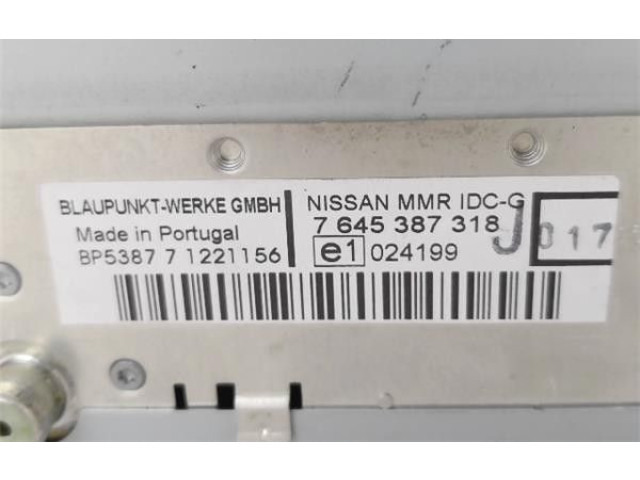 BLAUPUNKT-WERKE GMBH
Made in Portugal
BP5387 7 1221156
NISSAN MMR IDC-G
7 645 387 318
e1 024199
J 017